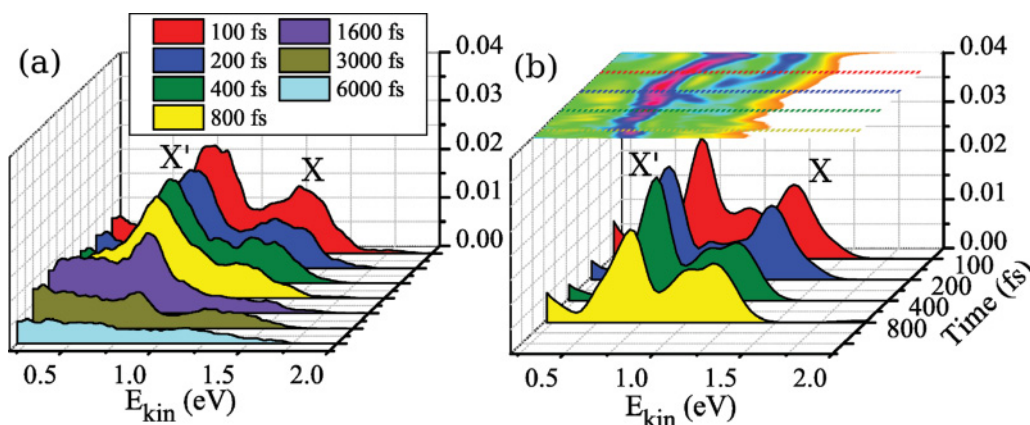 (a)
100 fs
200 fs
400 fs
800 fs
1600 fs
3000 fs
6000 fs
X'
X
0.04
0.03
0.02
0.01
0.00
0.5 1.0 1.5 2.0
E_kin (eV)
(b)
X'
X
0.04
0.03
0.02
0.01
0.00
100
200
400
800
Time (fs)
0.5 1.0 1.5 2.0
E_kin (eV)